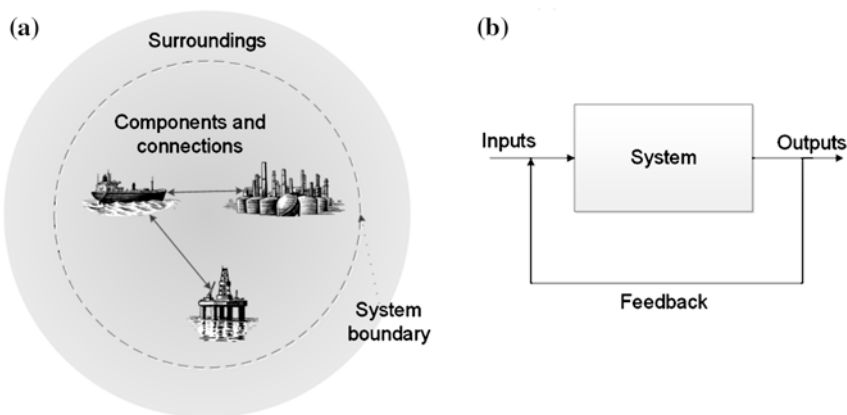 (a)
Surroundings
Components and
connections
System
boundary
(b)
Inputs
System
Outputs
Feedback